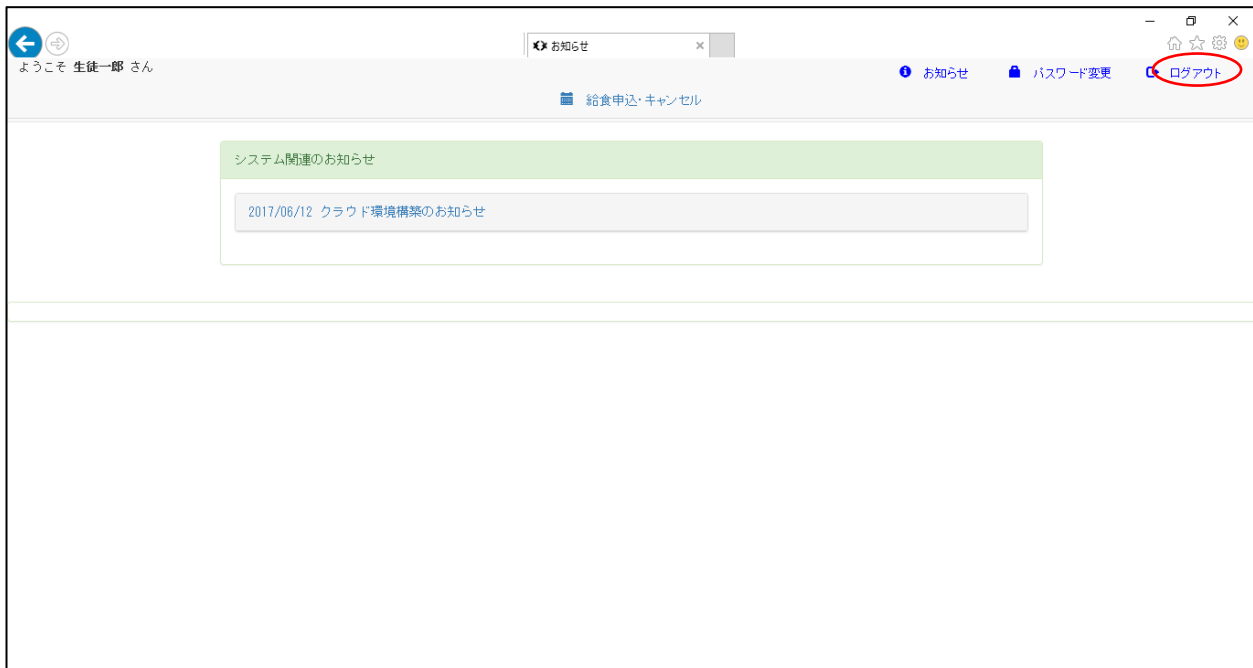 お知らせ
ようこそ 生徒一郎 さん
お知らせ パスワード変更 ログアウト
給食申込・キャンセル
システム関連のお知らせ
2017/06/12 クラウド環境構築のお知らせ